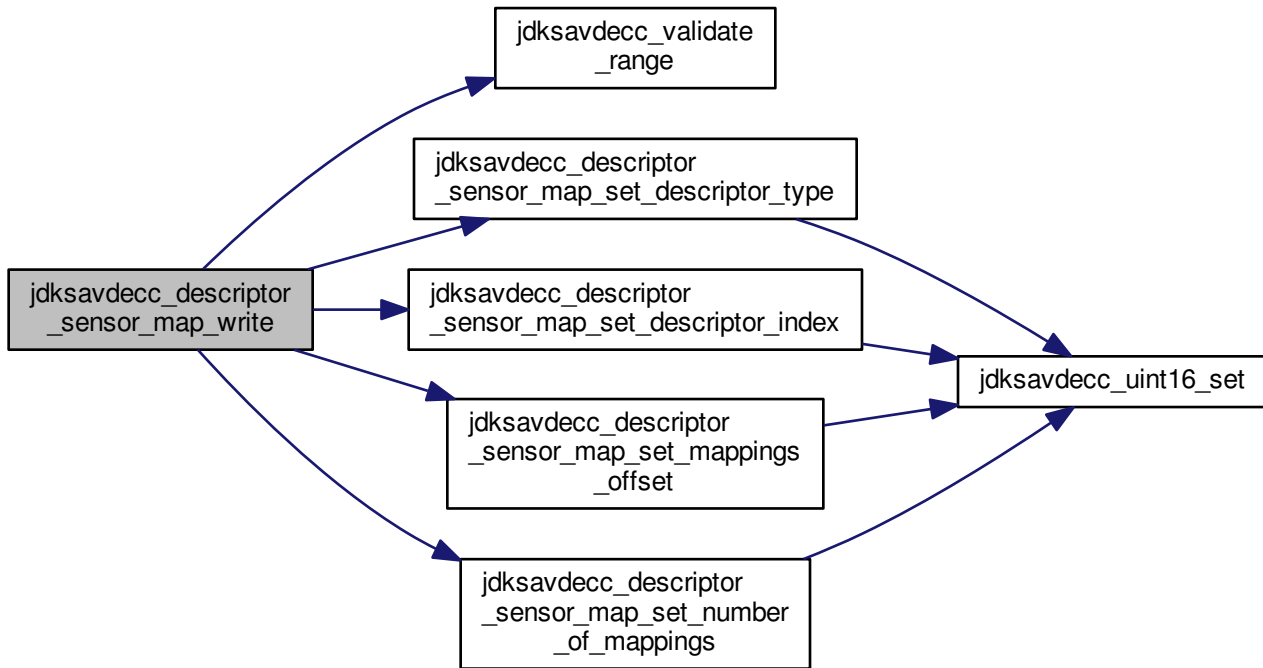 jdksavdecc_validate
_range
jdksavdecc_descriptor
_sensor_map_set_descriptor_type
jdksavdecc_descriptor
_sensor_map_write
jdksavdecc_descriptor
_sensor_map_set_descriptor_index
jdksavdecc_uint16_set
jdksavdecc_descriptor
_sensor_map_set_mappings
_offset
jdksavdecc_descriptor
_sensor_map_set_number
_of_mappings